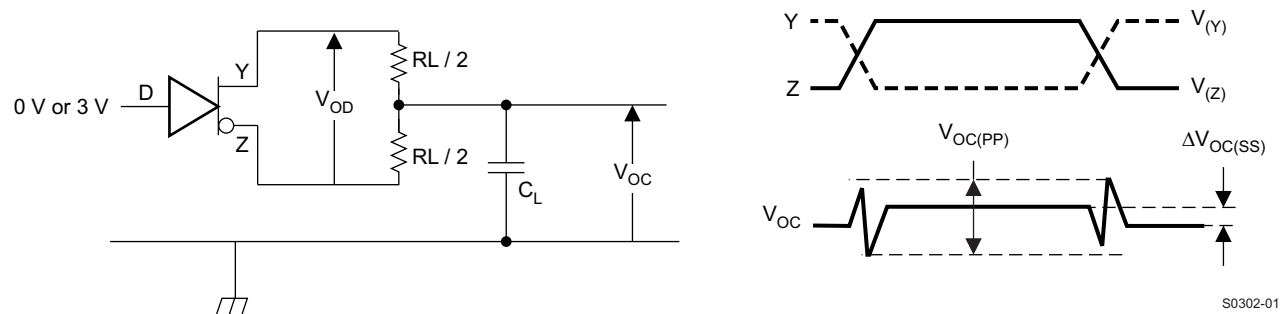 0 V or 3 V
D
Y
Z
V_OD
RL / 2
RL / 2
C_L
V_OC
Y
V_(Y)
Z
V_(Z)
V_OC(PP)
ΔV_OC(SS)
V_OC
S0302-01